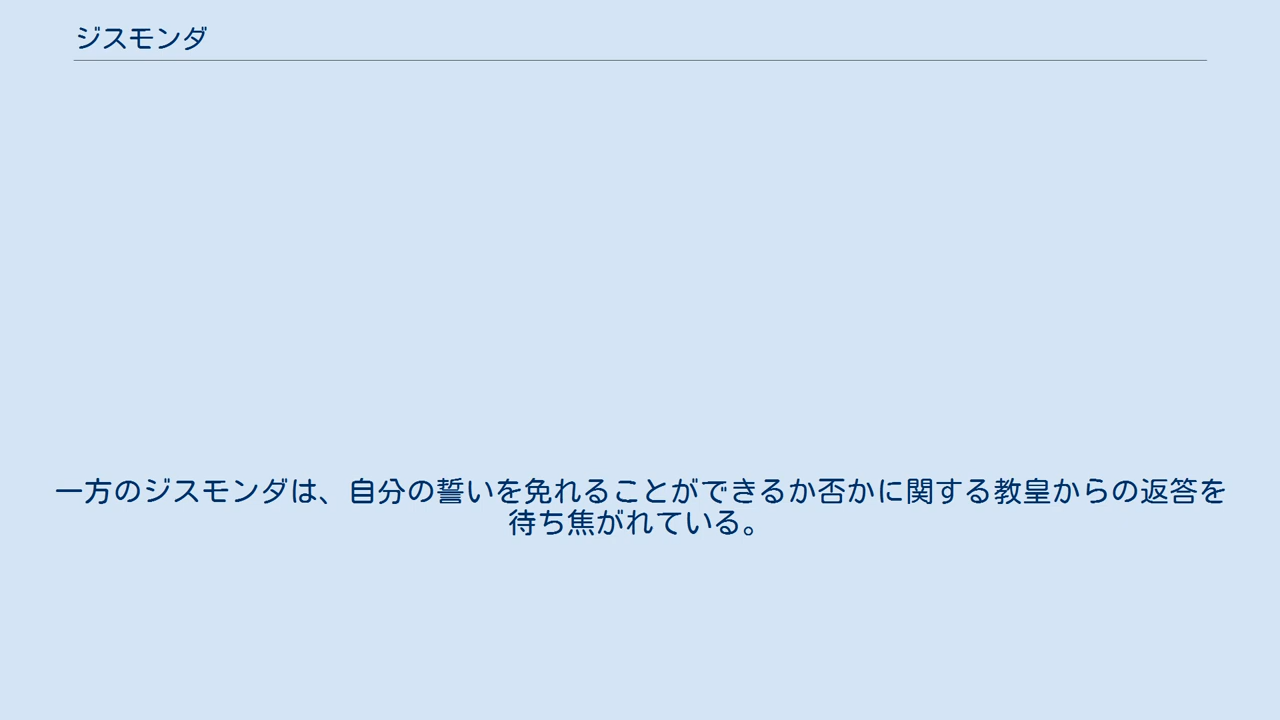 ジスモンダ
一方のジスモンダは、自分の誓いを免れることができるか否かに関する教皇からの返答を
待ち焦がれている。